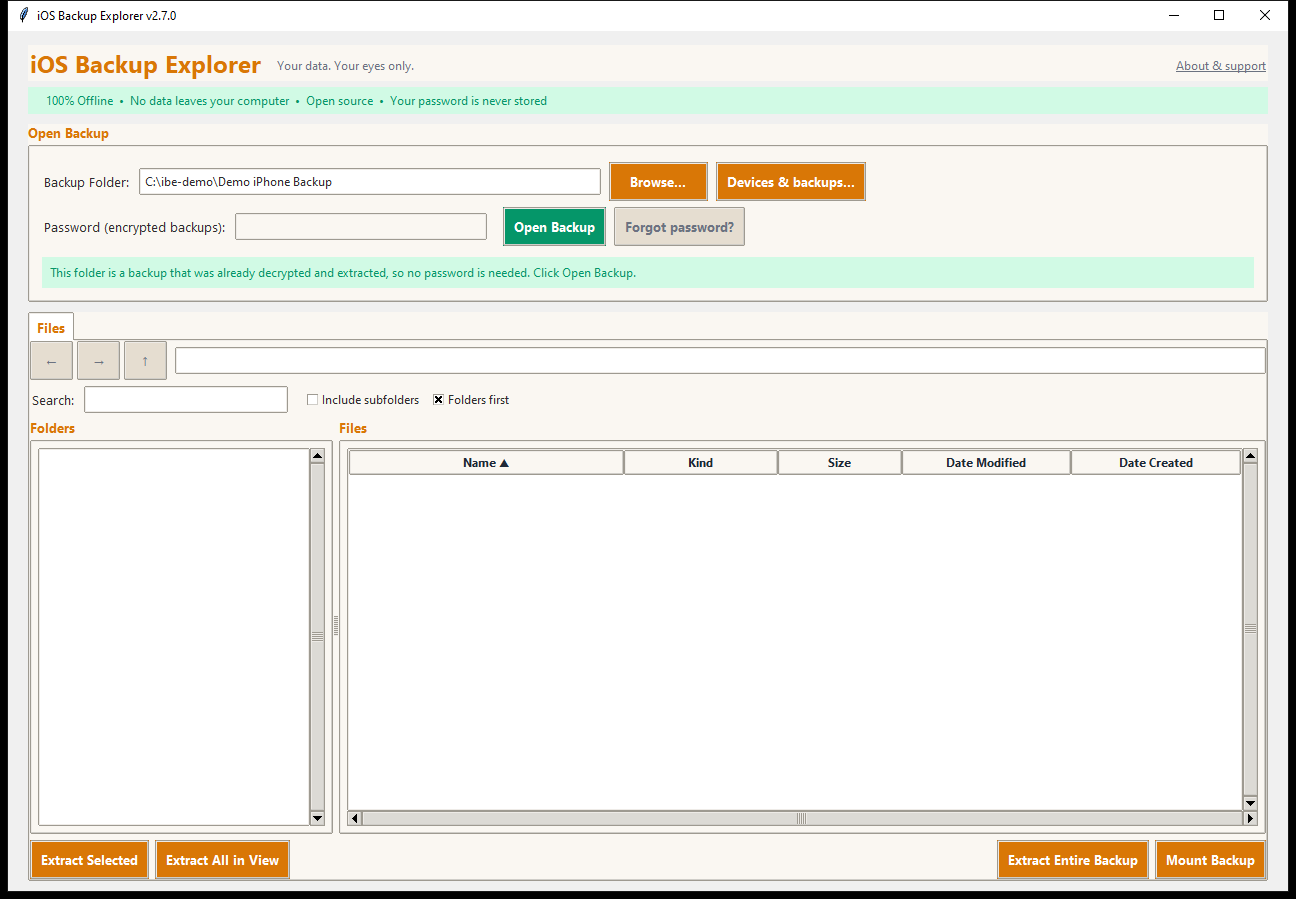 iOS Backup Explorer v2.7.0
iOS Backup Explorer Your data. Your eyes only. About & support
100% Offline • No data leaves your computer • Open source • Your password is never stored
Open Backup
Backup Folder: C:\ibe-demo\Demo iPhone Backup Browse... Devices & backups...
Password (encrypted backups): Open Backup Forgot password?
This folder is a backup that was already decrypted and extracted, so no password is needed. Click Open Backup.
Files
← → ↑
Search: Include subfolders Folders first
Folders Files
Name ▲ Kind Size Date Modified Date Created
Extract Selected Extract All in View Extract Entire Backup Mount Backup